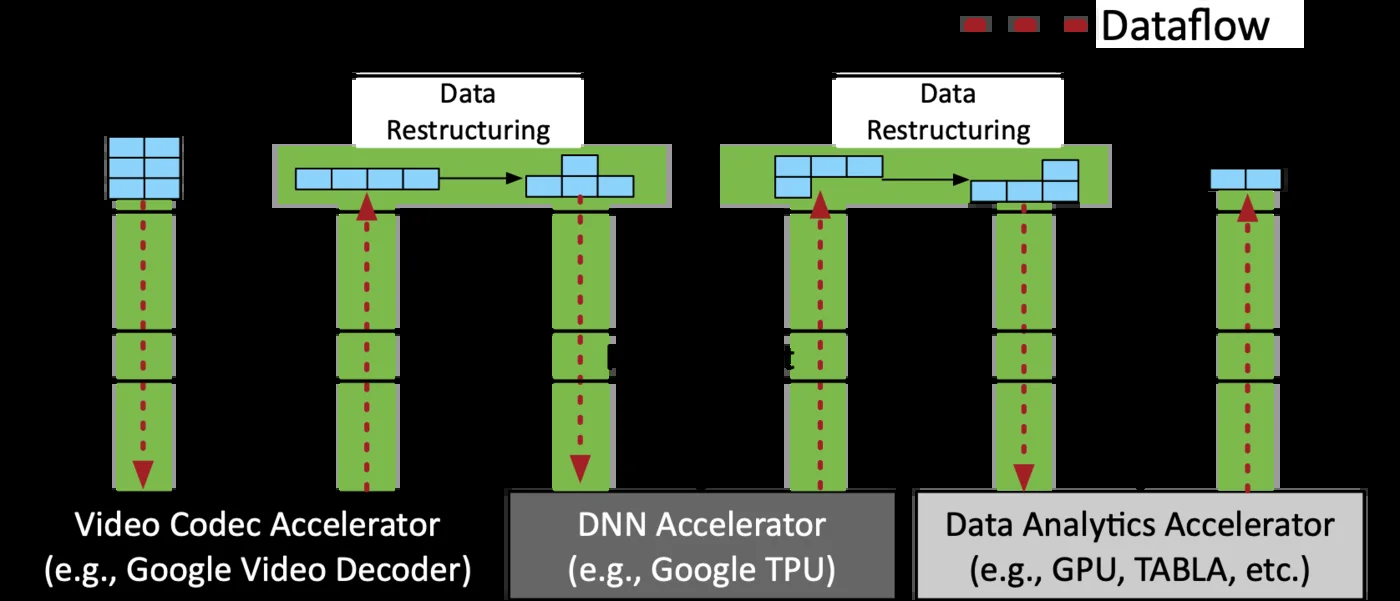 Dataflow
Data
Restructuring
Data
Restructuring
Video Codec Accelerator
(e.g., Google Video Decoder)
DNN Accelerator
(e.g., Google TPU)
Data Analytics Accelerator
(e.g., GPU, TABLA, etc.)